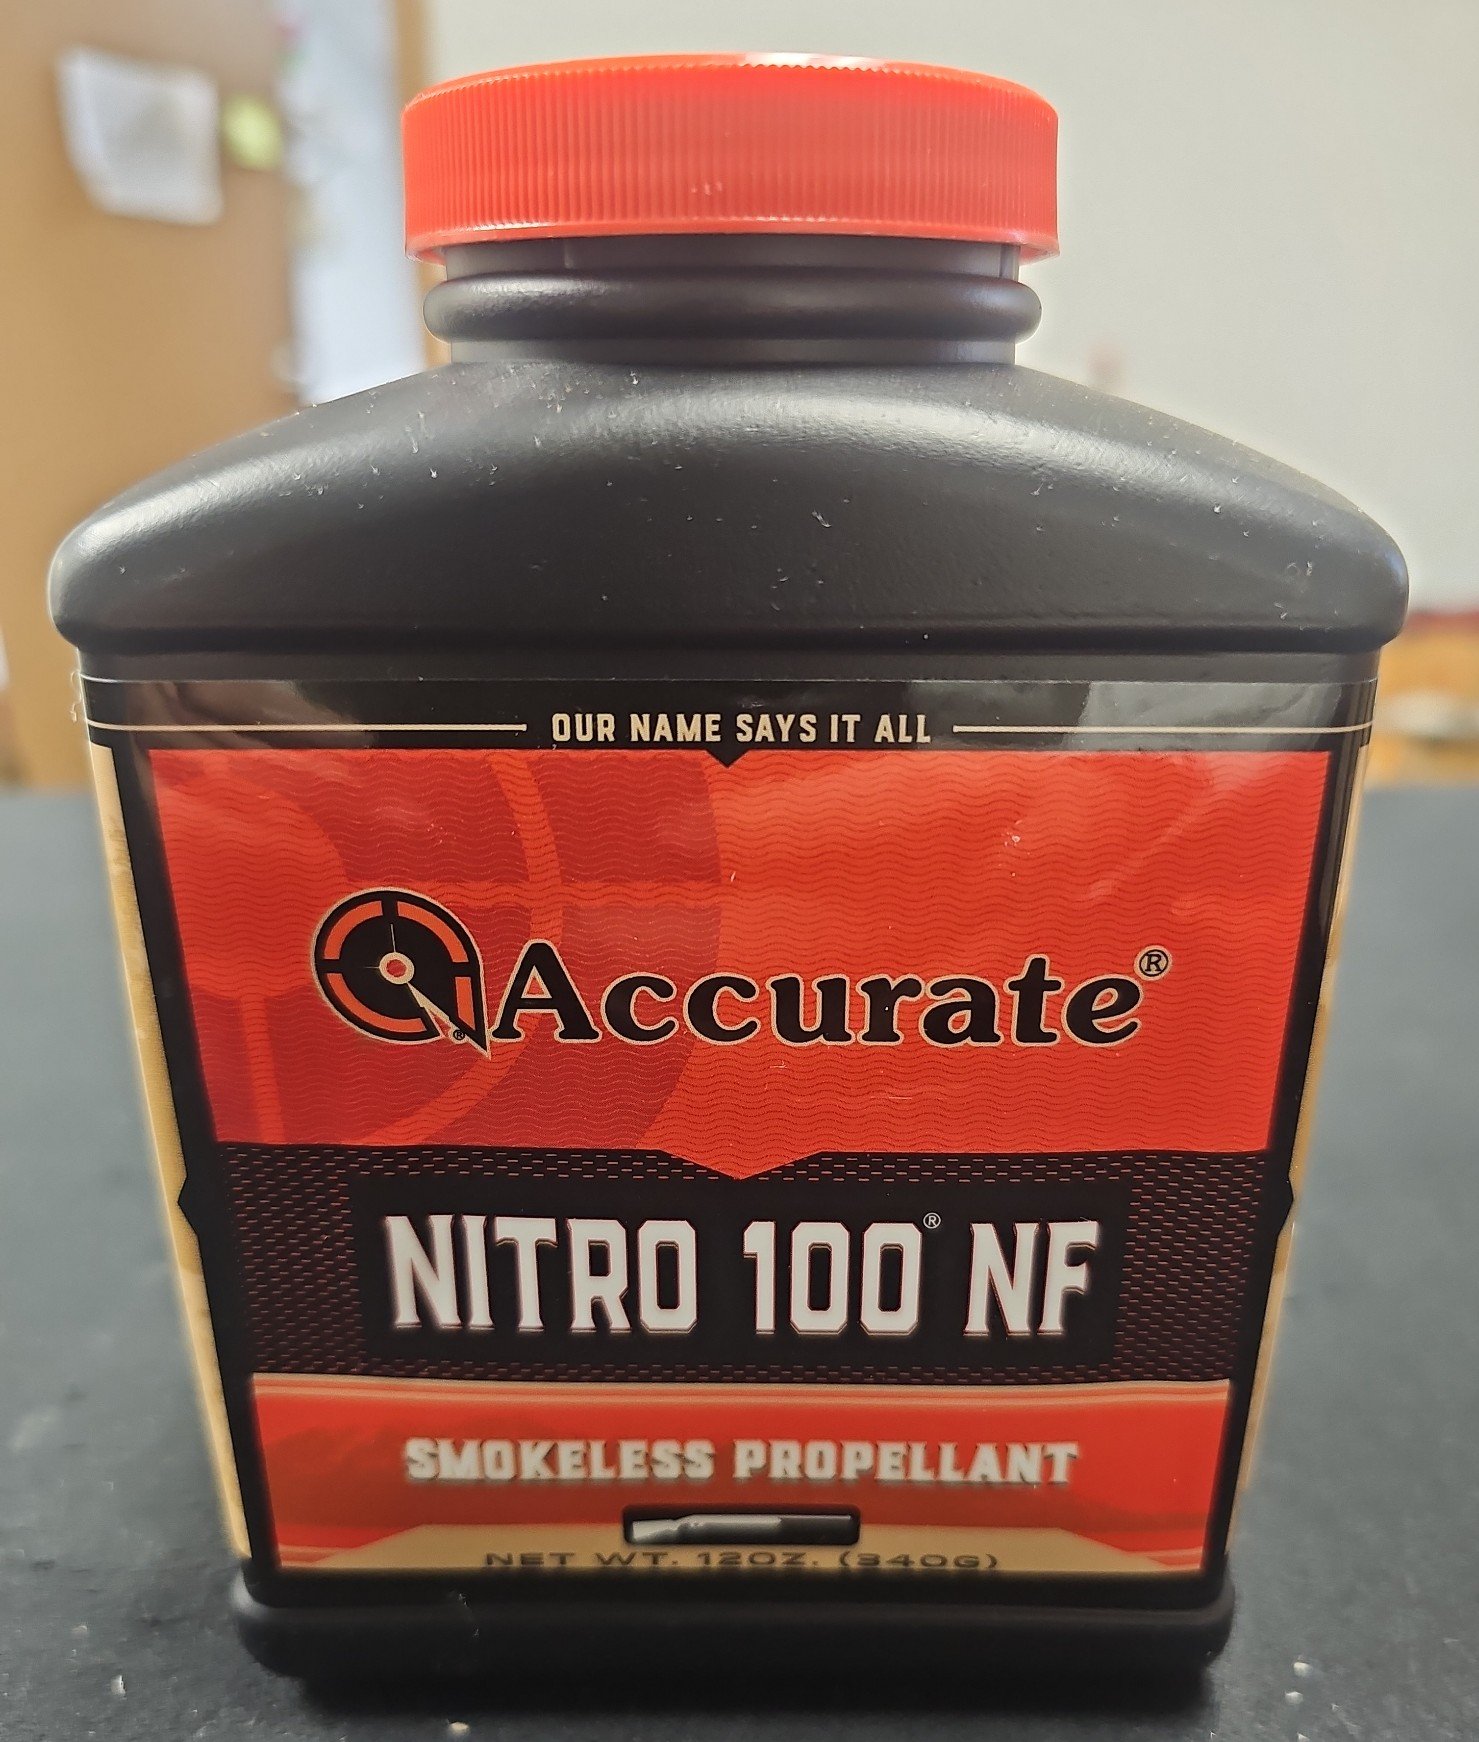 OUR NAME SAYS IT ALL
Accurate®
NITRO 100® NF
SMOKELESS PROPELLANT
NET WT. 12OZ. (340G)